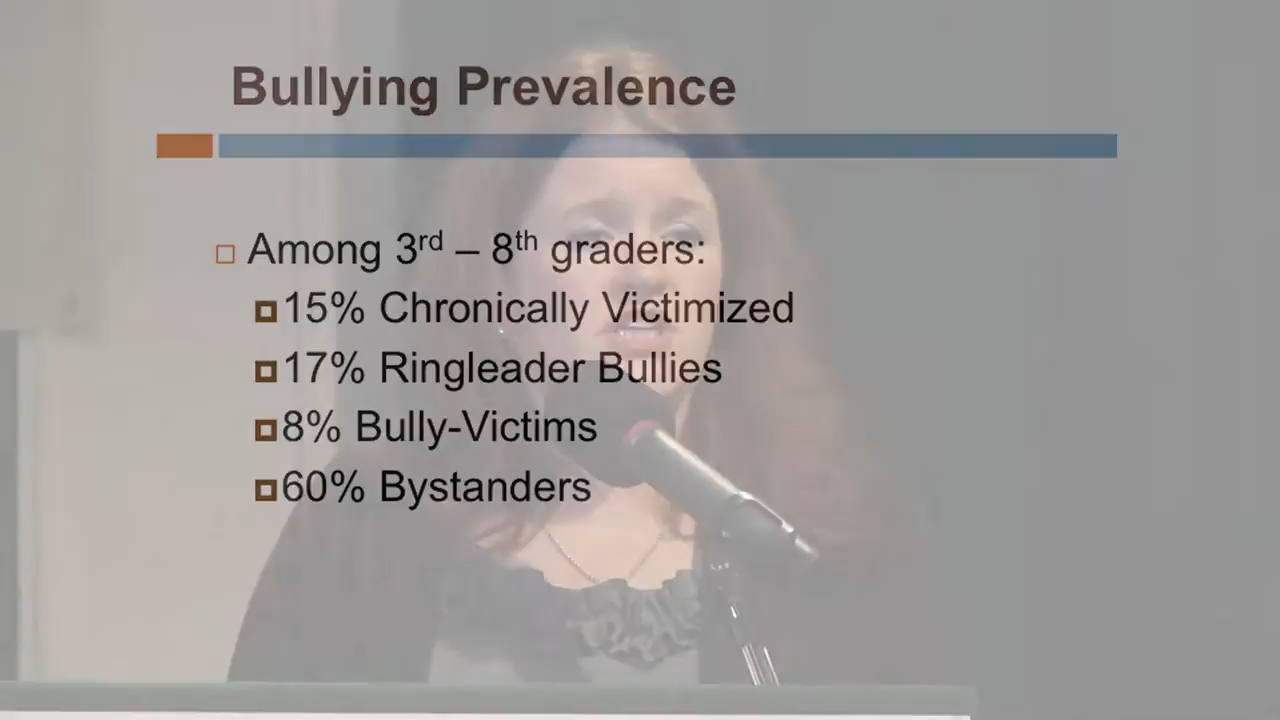 Bullying Prevalence
Among 3rd – 8th graders:
15% Chronically Victimized
17% Ringleader Bullies
8% Bully-Victims
60% Bystanders